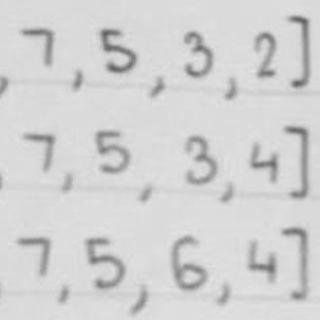 , 7, 5, 3, 2]
, 7, 5, 3, 4]
, 7, 5, 6, 4]